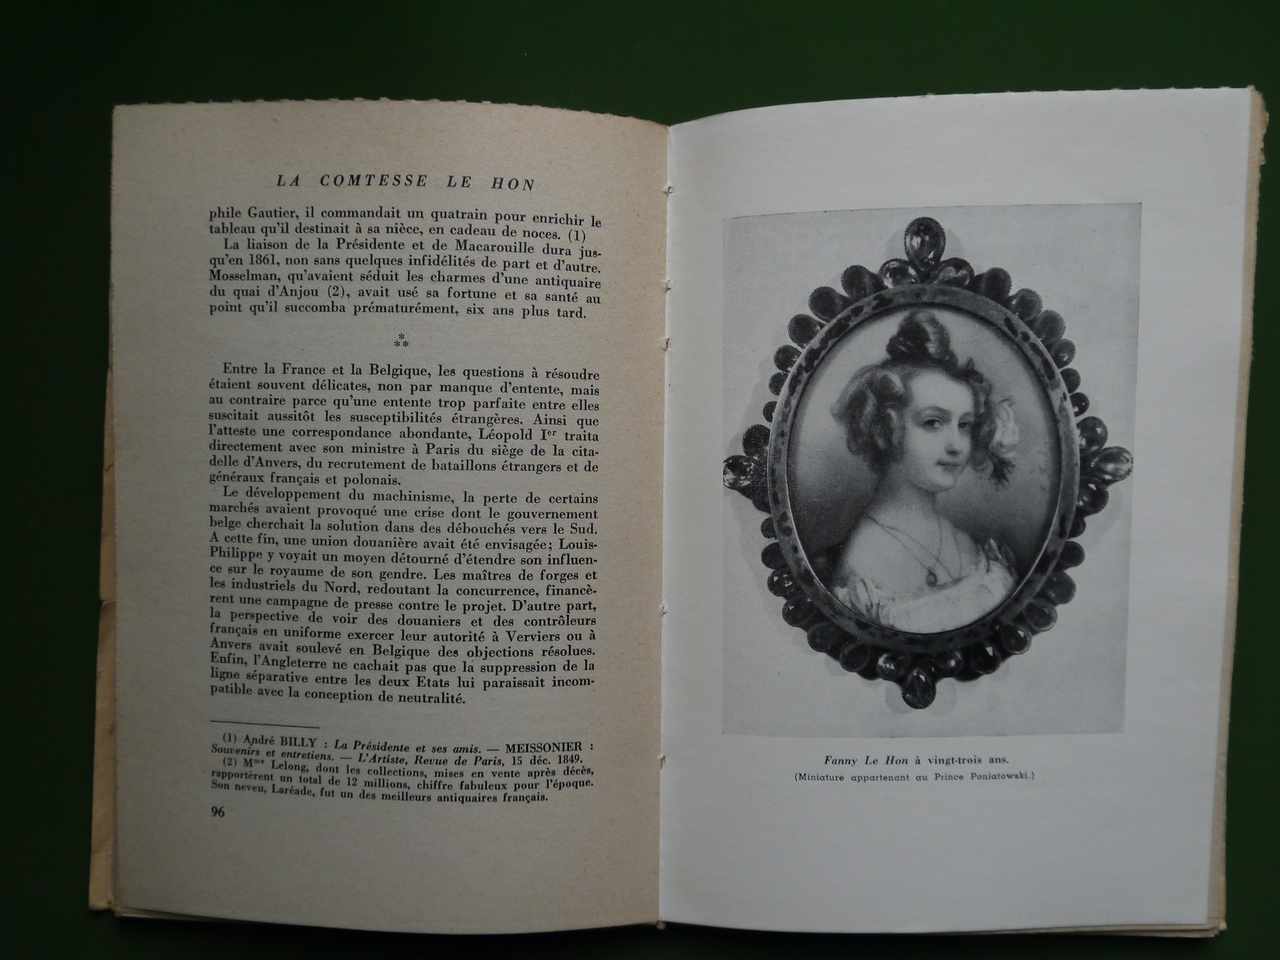 LA COMTESSE LE HON
phile Gautier, il commandait un quatrain pour enrichir le
tableau qu'il destinait à sa nièce, en cadeau de noces. (1)
La liaison de la Présidente et de Macarouille dura jus-
qu'en 1861, non sans quelques infidélités de part et d'autre.
Mosselman, qu'avaient séduit les charmes d'une antiquaire
du quai d'Anjou (2), avait usé sa fortune et sa santé au
point qu'il succomba prématurément, six ans plus tard.
*
**
Entre la France et la Belgique, les questions à résoudre
étaient souvent délicates, non par manque d'entente, mais
au contraire parce qu'une entente trop parfaite entre elles
suscitait aussitôt les susceptibilités étrangères. Ainsi que
l'atteste une correspondance abondante, Léopold Ier traita
directement avec son ministre à Paris du siège de la cita-
delle d'Anvers, du recrutement de bataillons étrangers et de
généraux français et polonais.
Le développement du machinisme, la perte de certains
marchés avaient provoqué une crise dont le gouvernement
belge cherchait la solution dans des débouchés vers le Sud.
A cette fin, une union douanière avait été envisagée; Louis-
Philippe y voyait un moyen détourné d'étendre son influen-
ce sur le royaume de son gendre. Les maîtres de forges et
les industriels du Nord, redoutant la concurrence, financè-
rent une campagne de presse contre le projet. D'autre part,
la perspective de voir des douaniers et des contrôleurs
français en uniforme exercer leur autorité à Verviers ou à
Anvers avait soulevé en Belgique des objections résolues.
Enfin, l'Angleterre ne cachait pas que la suppression de la
ligne séparative entre les deux Etats lui paraissait incom-
patible avec la conception de neutralité.
(1) André BILLY : La Présidente et ses amis. — MEISSONIER :
Souvenirs et entretiens. — L'Artiste, Revue de Paris, 15 déc. 1849.
(2) Mme Lelong, dont les collections, mises en vente après décès,
rapportèrent un total de 12 millions, chiffre fabuleux pour l'époque.
Son neveu, Laréade, fut un des meilleurs antiquaires français.
96
Fanny Le Hon à vingt-trois ans.
(Miniature appartenant au Prince Poniatowski.)